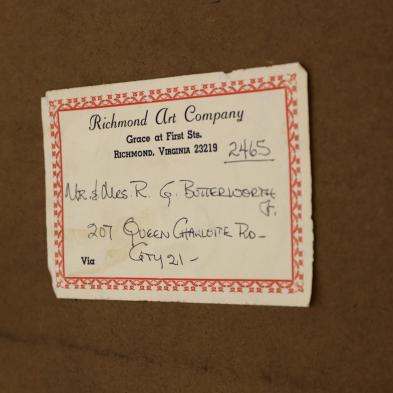 Richmond Art Company
Grace at First Sts.
Richmond, Virginia 23219
2465
Mr. & Mrs. R. G. Butterworth
Jr.
207 Queen Charlotte Rd-
Via City 21-